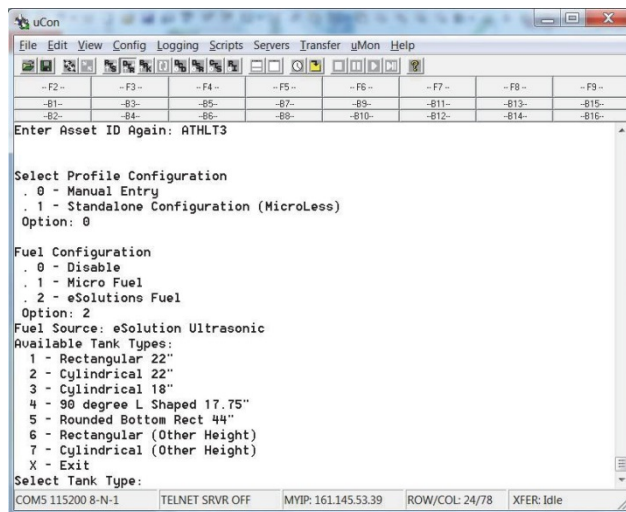 uCon
File Edit View Config Logging Scripts Servers Transfer uMon Help
-- F2 -- -- F3 -- -- F4 -- -- F5 -- -- F6 -- -- F7 -- -- F8 -- -- F9 --
--B1-- --B3-- --B5-- --B7-- --B9-- --B11-- --B13-- --B15--
--B2-- --B4-- --B6-- --B8-- --B10-- --B12-- --B14-- --B16--
Enter Asset ID Again: ATHLT3
Select Profile Configuration
. 0 - Manual Entry
. 1 - Standalone Configuration (MicroLess)
Option: 0
Fuel Configuration
. 0 - Disable
. 1 - Micro Fuel
. 2 - eSolutions Fuel
Option: 2
Fuel Source: eSolution Ultrasonic
Available Tank Types:
1 - Rectangular 22"
2 - Cylindrical 22"
3 - Cylindrical 18"
4 - 90 degree L Shaped 17.75"
5 - Rounded Bottom Rect 44"
6 - Rectangular (Other Height)
7 - Cylindrical (Other Height)
X - Exit
Select Tank Type:
COM5 115200 8-N-1 TELNET SRVR OFF MYIP: 161.145.53.39 ROW/COL: 24/78 XFER: Idle